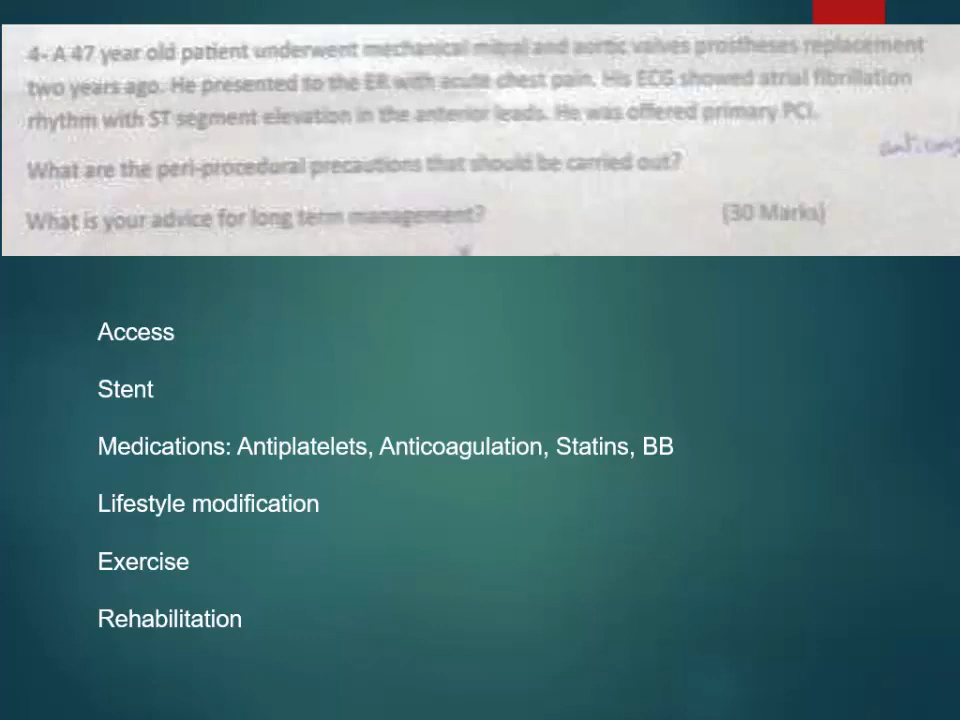 4- A 47 year old patient underwent mechanical mitral and aortic valves prostheses replacement
two years ago. He presented to the ER with acute chest pain. His ECG showed atrial fibrillation
rhythm with ST segment elevation in the anterior leads. He was offered primary PCI.
What are the peri-procedural precautions that should be carried out?
What is your advice for long term management? (30 Marks)
Access
Stent
Medications: Antiplatelets, Anticoagulation, Statins, BB
Lifestyle modification
Exercise
Rehabilitation